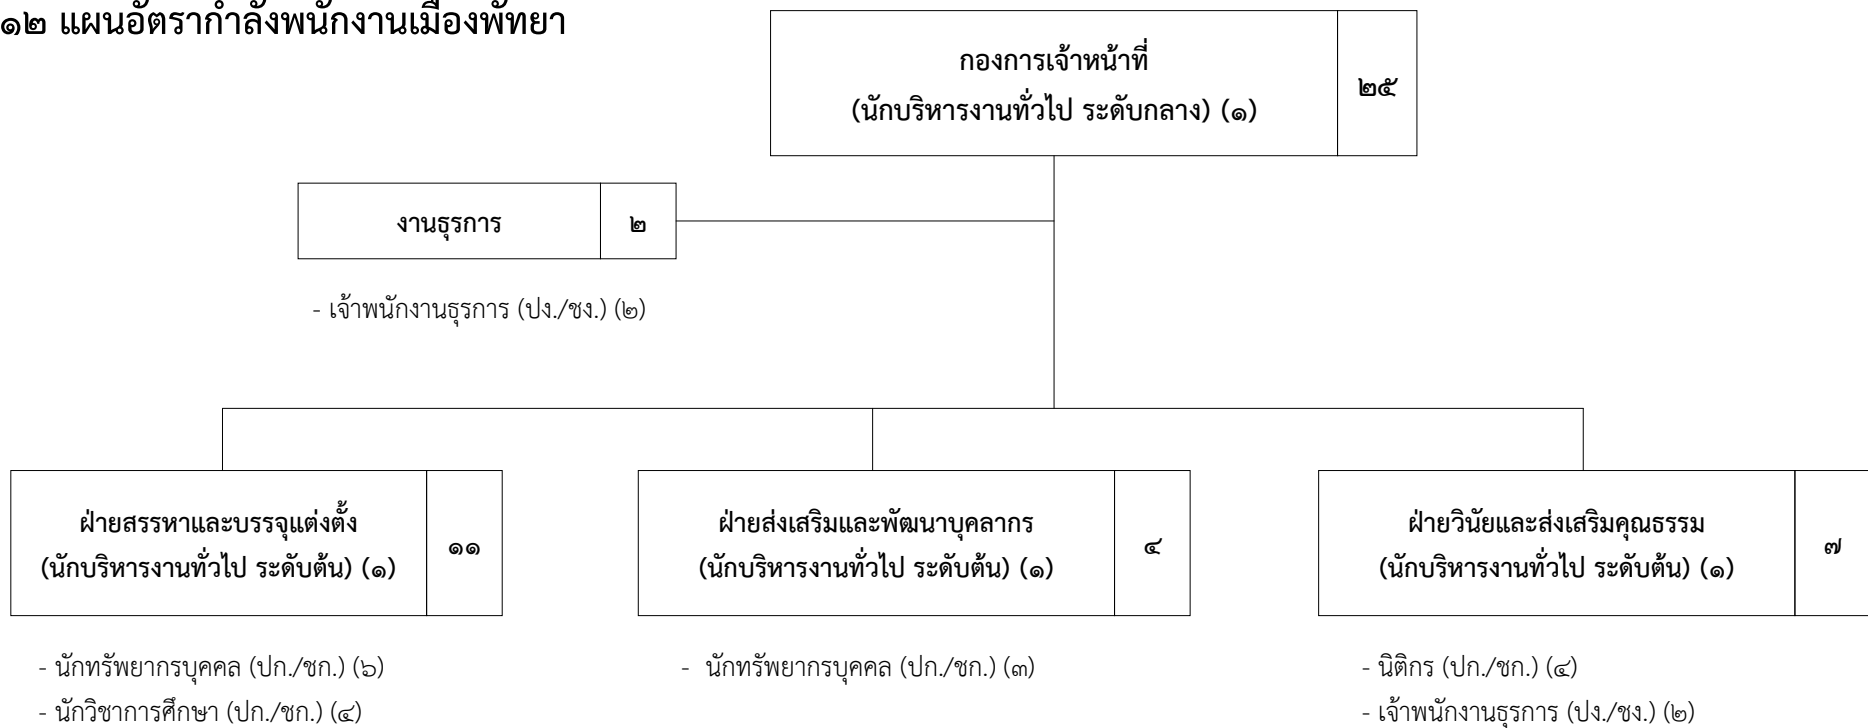 ๑๒ แผนอัตรากำลังพนักงานเมืองพัทยา
กองการเจ้าหน้าที่
(นักบริหารงานทั่วไป ระดับกลาง) (๑)
๒๕
งานธุรการ
๒
- เจ้าพนักงานธุรการ (ปง./ชง.) (๒)
ฝ่ายสรรหาและบรรจุแต่งตั้ง
(นักบริหารงานทั่วไป ระดับต้น) (๑)
๑๑
- นักทรัพยากรบุคคล (ปก./ชก.) (๖)
- นักวิชาการศึกษา (ปก./ชก.) (๔)
ฝ่ายส่งเสริมและพัฒนาบุคลากร
(นักบริหารงานทั่วไป ระดับต้น) (๑)
๔
- นักทรัพยากรบุคคล (ปก./ชก.) (๓)
ฝ่ายวินัยและส่งเสริมคุณธรรม
(นักบริหารงานทั่วไป ระดับต้น) (๑)
๗
- นิติกร (ปก./ชก.) (๔)
- เจ้าพนักงานธุรการ (ปง./ชง.) (๒)